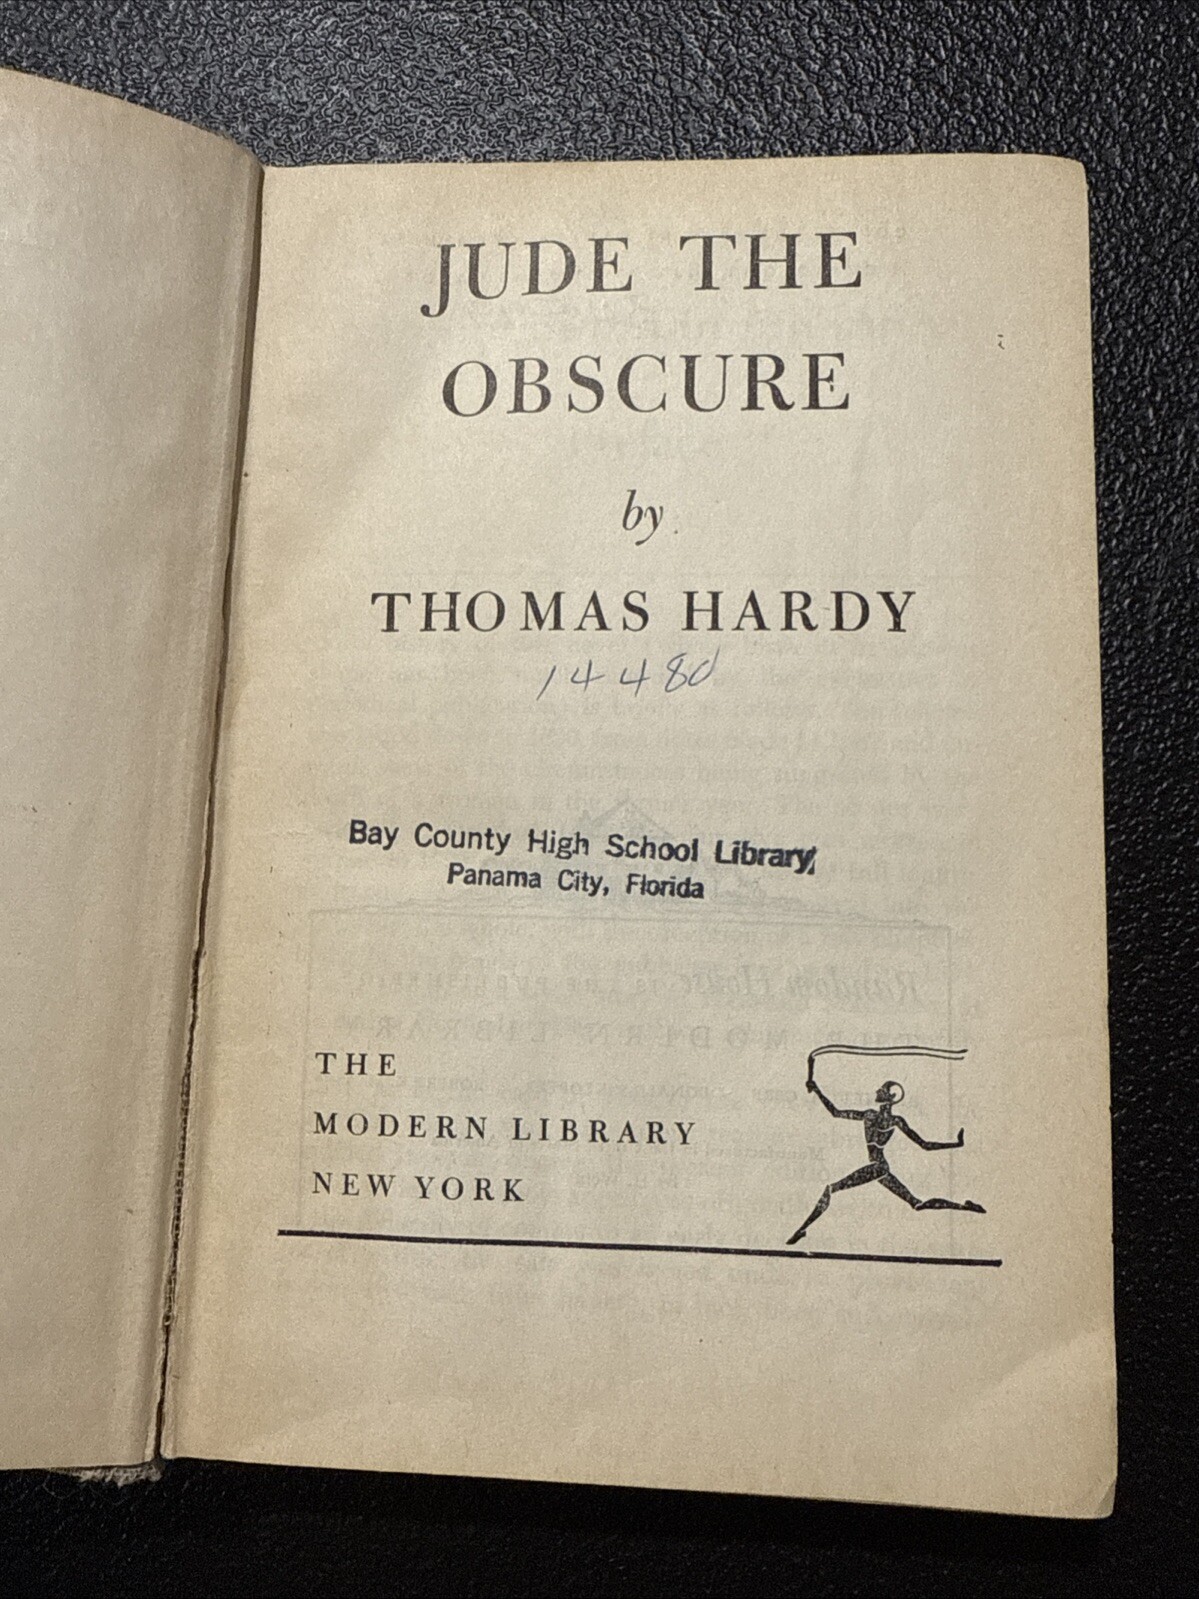 JUDE THE
OBSCURE
by
THOMAS HARDY
14480
Bay County High School Library,
Panama City, Florida
THE
MODERN LIBRARY
NEW YORK